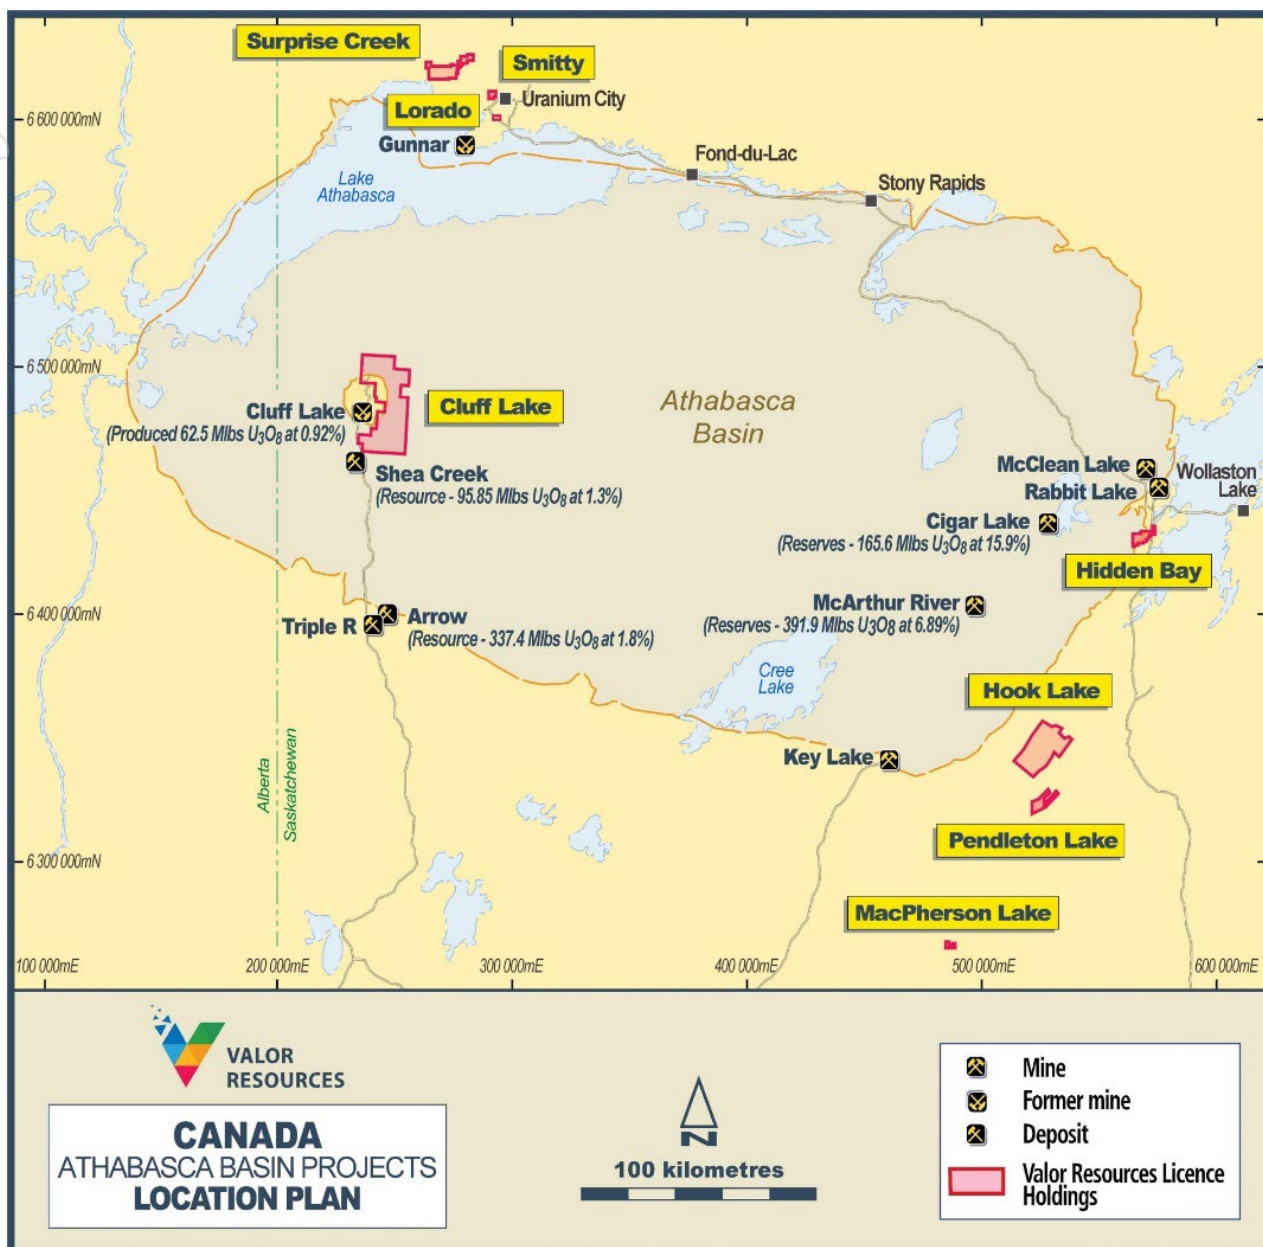 Surprise Creek
Smitty
Lorado
Uranium City
6 600 000mN
Gunnar
Fond-du-Lac
Stony Rapids
Lake
Athabasca
6 500 000mN
Cluff Lake
(Produced 62.5 Mlbs U₃O₈ at 0.92%)
Cluff Lake
Athabasca
Basin
Shea Creek
(Resource - 95.85 Mlbs U₃O₈ at 1.3%)
McClean Lake
Rabbit Lake
Wollaston
Lake
Cigar Lake
(Reserves - 165.6 Mlbs U₃O₈ at 15.9%)
Hidden Bay
6 400 000mN
Triple R
Arrow
(Resource - 337.4 Mlbs U₃O₈ at 1.8%)
McArthur River
(Reserves - 391.9 Mlbs U₃O₈ at 6.89%)
Cree
Lake
Hook Lake
Key Lake
Alberta
Saskatchewan
Pendleton Lake
6 300 000mN
MacPherson Lake
100 000mE
200 000mE
300 000mE
400 000mE
500 000mE
600 000mE
VALOR
RESOURCES
CANADA
ATHABASCA BASIN PROJECTS
LOCATION PLAN
N
100 kilometres
Mine
Former mine
Deposit
Valor Resources Licence
Holdings